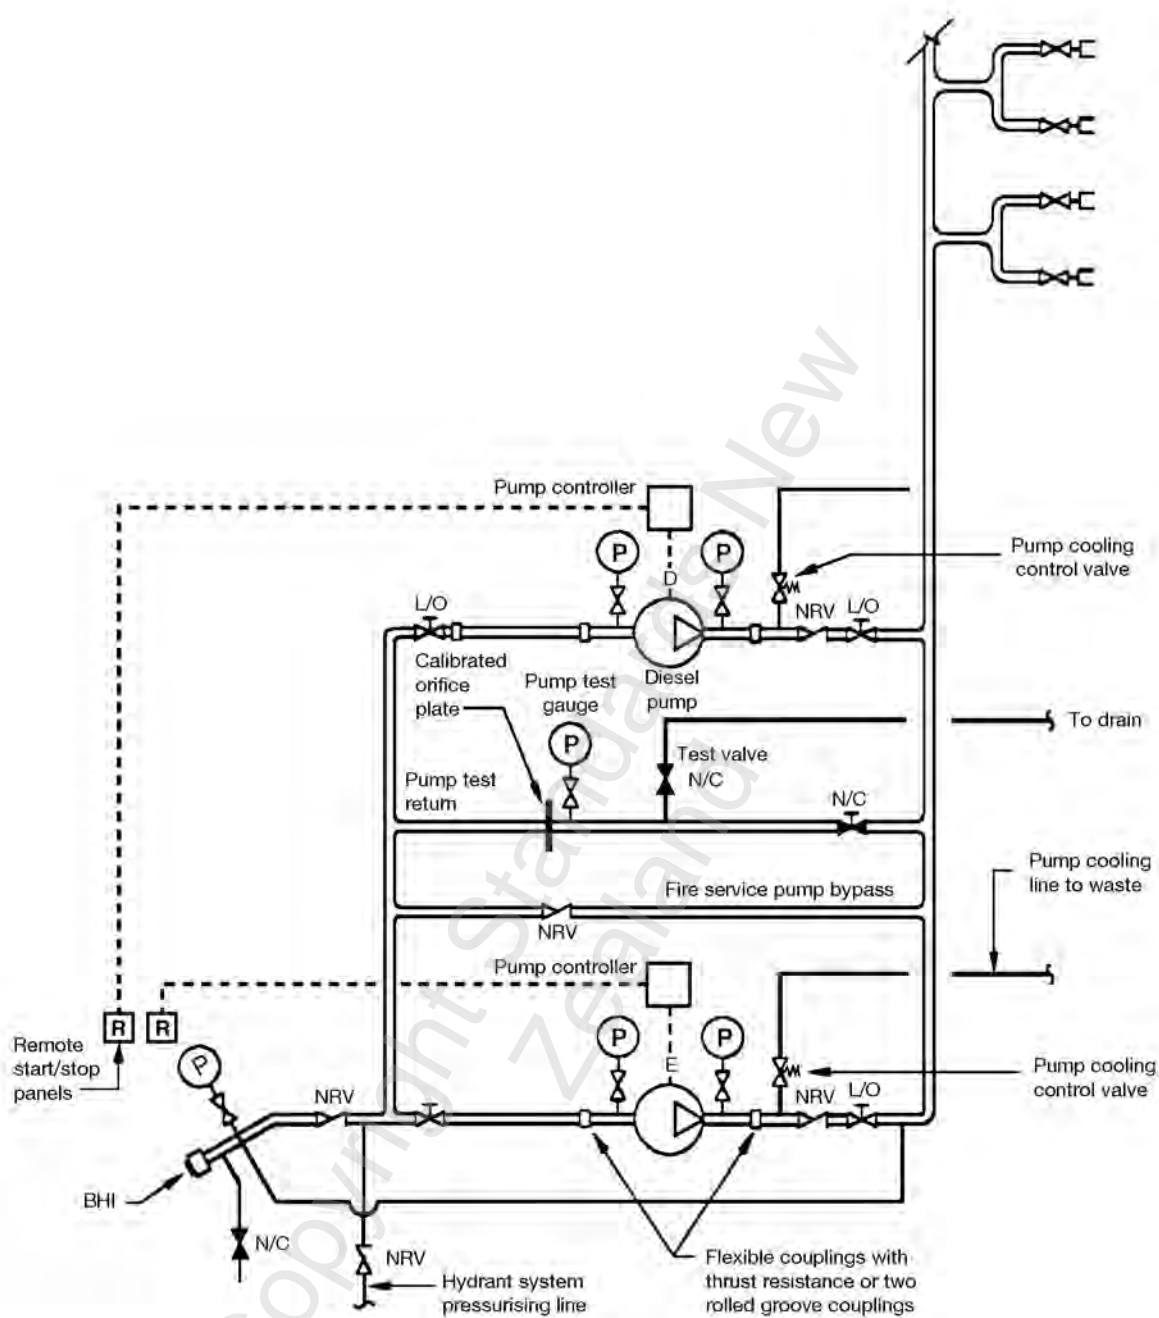 Pump controller
P
P
Pump cooling
control valve
D
L/O
NRV
L/O
Calibrated
orifice
plate
Pump test
gauge
Diesel
pump
P
To drain
Test valve
N/C
Pump test
return
N/C
Pump cooling
line to waste
Fire service pump bypass
NRV
Pump controller
R
R
P
P
Remote
start/stop
panels
P
E
Pump cooling
control valve
NRV
NRV
L/O
BHI
N/C
NRV
Hydrant system
pressurising line
Flexible couplings with
thrust resistance or two
rolled groove couplings
Copyright Standards New
Zealand